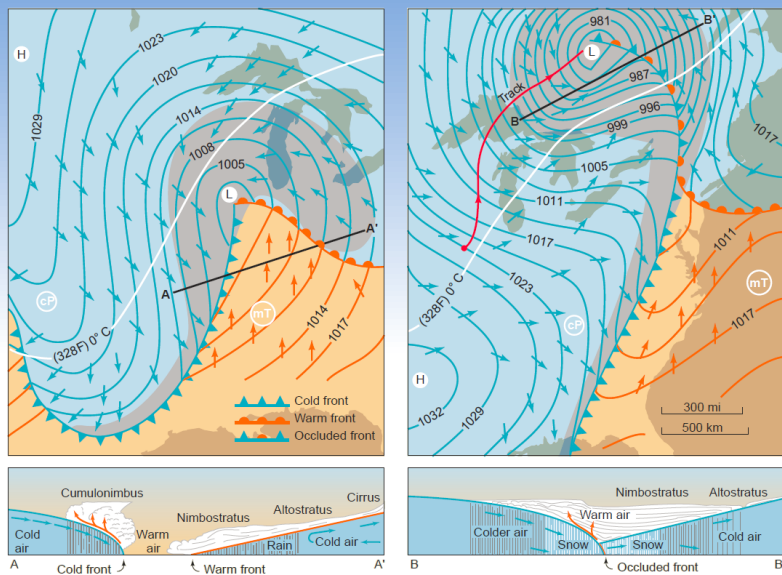 H
1023
1020
1014
1008
1005
1029
L
A'
A
cP
mT
1014
1017
(328F) 0° C
Cold front
Warm front
Occluded front
981
B'
L
987
Track
B
996
999
1017
1005
1011
1017
1011
1023
mT
(328F) 0° C
cP
1017
H
1032
1029
300 mi
500 km
Cumulonimbus
Cirrus
Altostratus
Nimbostratus
Cold air
Warm air
Rain
Cold air
A
A'
Cold front
Warm front
Nimbostratus
Altostratus
Warm air
Colder air
Snow
Snow
Cold air
B
B
Occluded front